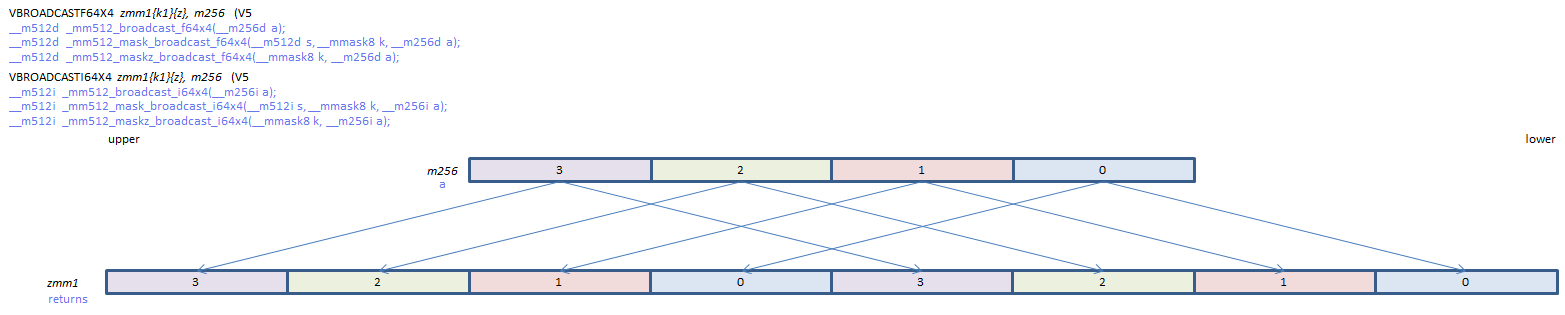 VBROADCASTF64X4 zmm1{k1}{z}, m256 (V5
__m512d _mm512_broadcast_f64x4(__m256d a);
__m512d _mm512_mask_broadcast_f64x4(__m512d s, __mmask8 k, __m256d a);
__m512d _mm512_maskz_broadcast_f64x4(__mmask8 k, __m256d a);
VBROADCASTI64X4 zmm1{k1}{z}, m256 (V5
__m512i _mm512_broadcast_i64x4(__m256i a);
__m512i _mm512_mask_broadcast_i64x4(__m512i s, __mmask8 k, __m256i a);
__m512i _mm512_maskz_broadcast_i64x4(__mmask8 k, __m256i a);
upper lower
m256 3 2 1 0
a
zmm1 3 2 1 0 3 2 1 0
returns